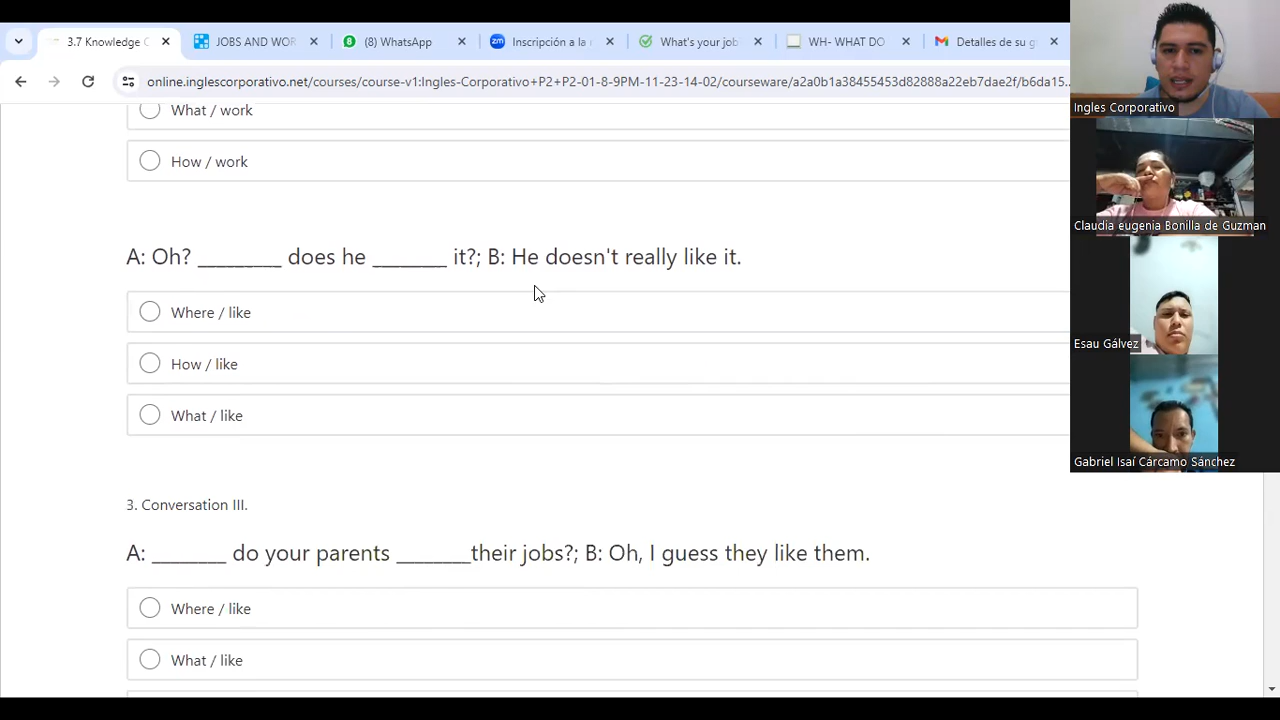 3.7 Knowledge C
JOBS AND WOR
(8) WhatsApp
Inscripción a la r
What's your job
WH- WHAT DO
Detalles de su g
online.inglescorporativo.net/courses/course-v1:Ingles-Corporativo+P2+P2-01-8-9PM-11-23-14-02/courseware/a2a0b1a38455453d82888a22eb7dae2f/b6da15...
What / work
How / work
A: Oh? _________ does he ________ it?; B: He doesn't really like it.
Where / like
How / like
What / like
3. Conversation III.
A: ________ do your parents ________their jobs?; B: Oh, I guess they like them.
Where / like
What / like
Ingles Corporativo
Claudia eugenia Bonilla de Guzman
Esau Gálvez
Gabriel Isaí Cárcamo Sánchez